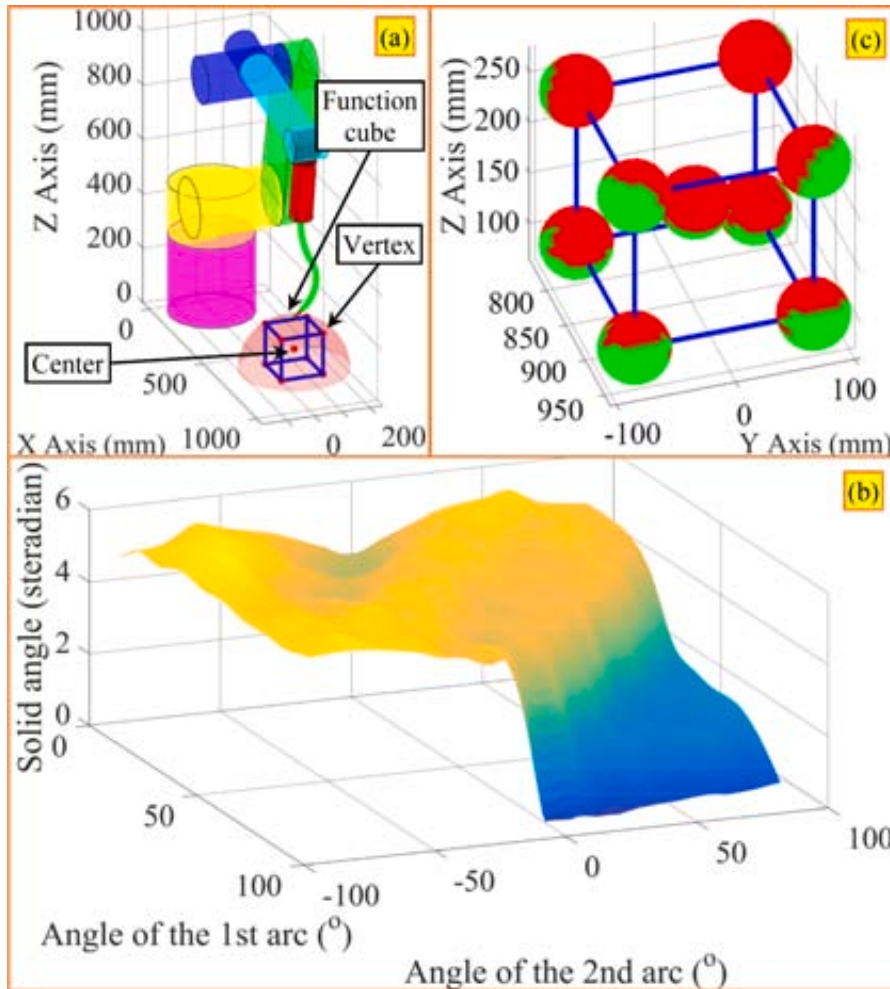 (a)
Z Axis (mm)
1000
800
600
400
200
0
0
500
1000
X Axis (mm)
0
200
Function
cube
Vertex
Center
(c)
Z Axis (mm)
250
200
150
100
800
850
900
950
-100
0
100
Y Axis (mm)
(b)
Solid angle (steradian)
6
4
2
0
0
50
100
-100
-50
0
50
100
Angle of the 1st arc (o)
Angle of the 2nd arc (o)